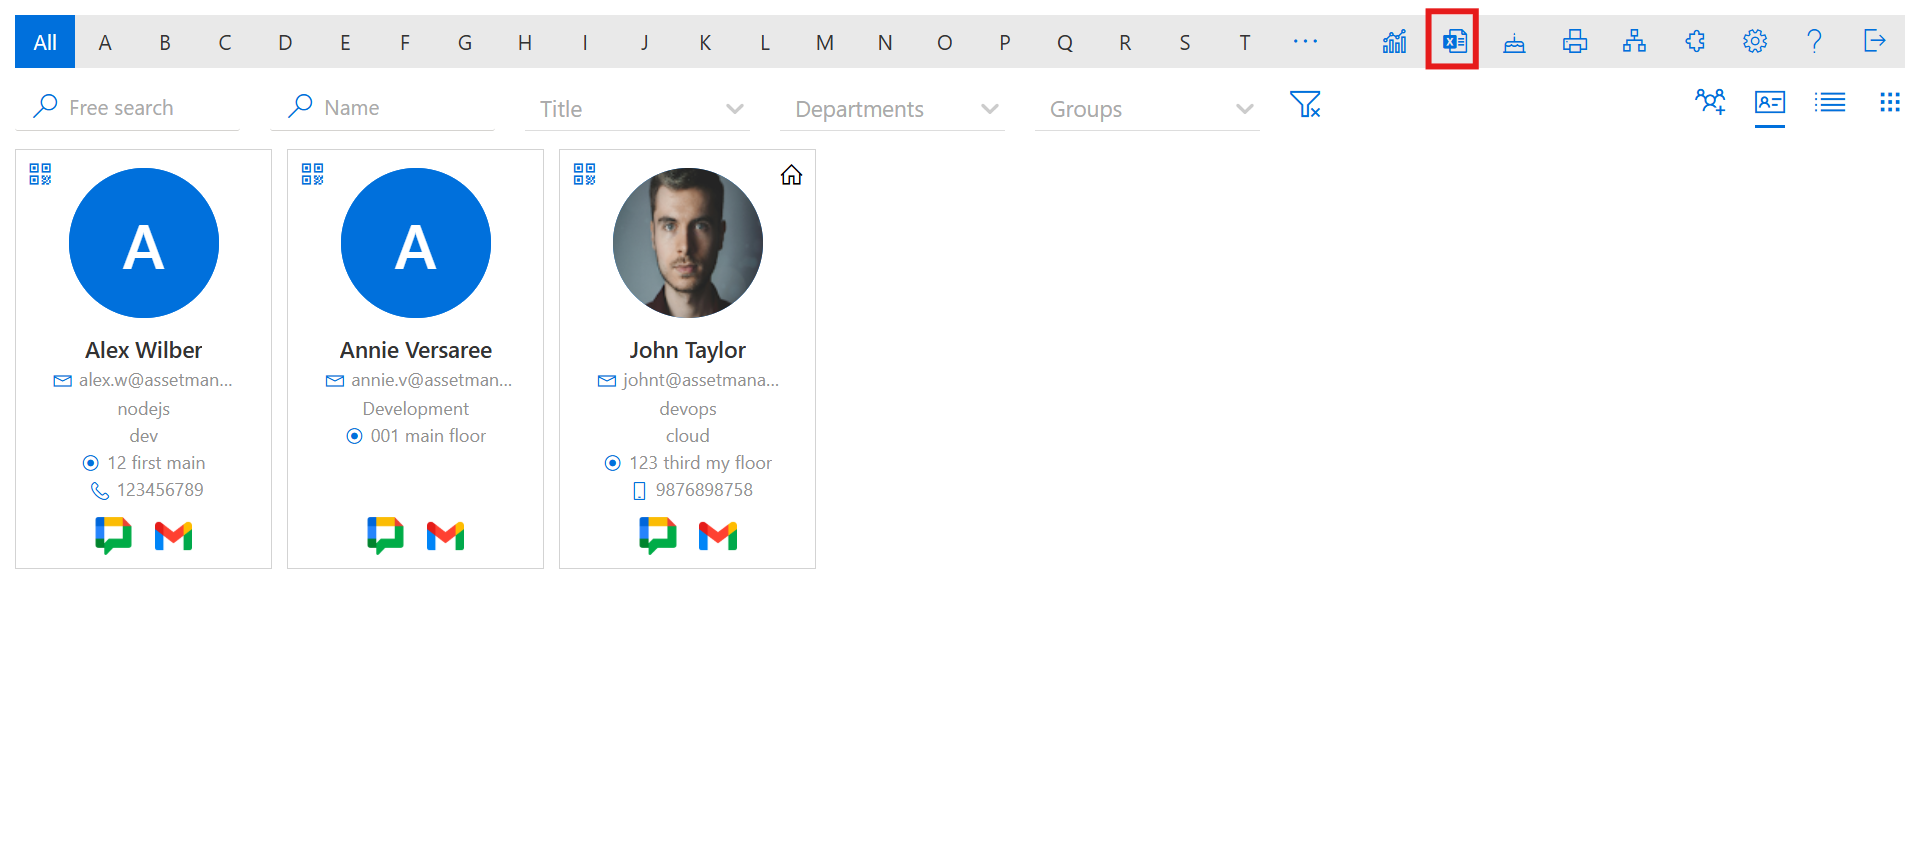 All A B C D E F G H I J K L M N O P Q R S T ...
Free search Name Title Departments Groups
A
Alex Wilber
alex.w@assetman...
nodejs
dev
12 first main
123456789
A
Annie Versaree
annie.v@assetman...
Development
001 main floor
John Taylor
johnt@assetmana...
devops
cloud
123 third my floor
9876898758